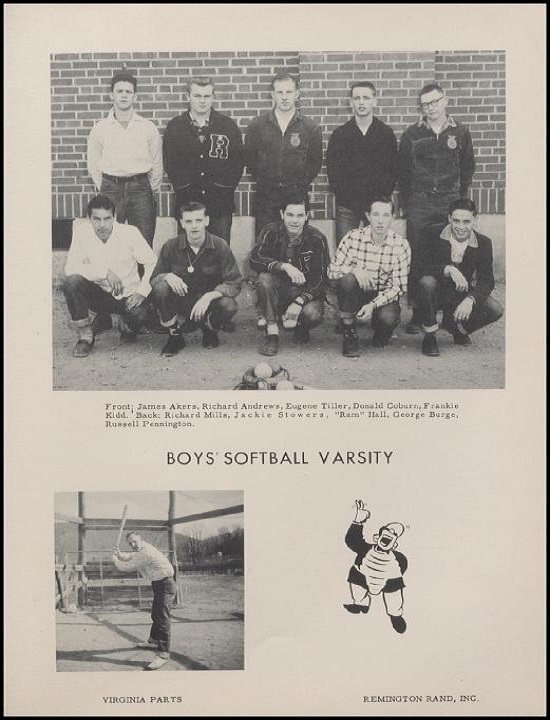 R
Front: James Akers, Richard Andrews, Eugene Tiller, Donald Coburn, Frankie
Kidd. Back: Richard Mills, Jackie Stowers, "Ram" Hall, George Burge,
Russell Pennington.
BOYS' SOFTBALL VARSITY
VIRGINIA PARTS
REMINGTON RAND, INC.